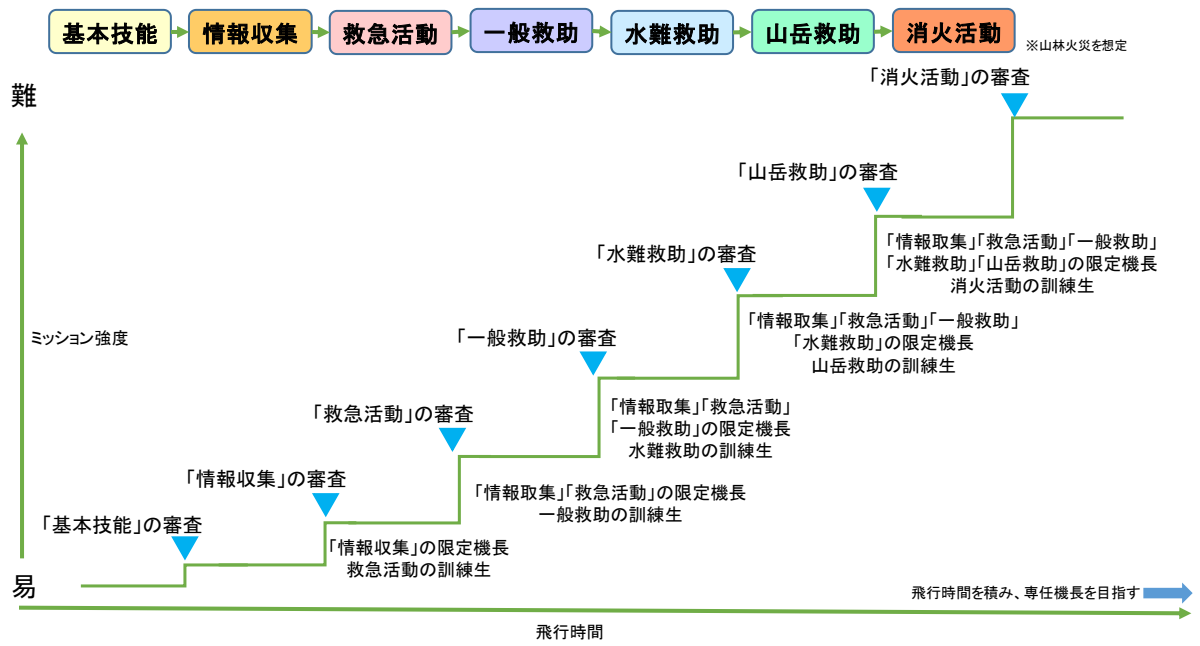 基本技能
情報収集
救急活動
一般救助
水難救助
山岳救助
消火活動
※山林火災を想定
難
「消火活動」の審査
「山岳救助」の審査
「情報取集」「救急活動」「一般救助」
「水難救助」「山岳救助」の限定機長
消火活動の訓練生
「水難救助」の審査
「情報取集」「救急活動」「一般救助」
「水難救助」の限定機長
山岳救助の訓練生
ミッション強度
「一般救助」の審査
「情報取集」「救急活動」
「一般救助」の限定機長
水難救助の訓練生
「救急活動」の審査
「情報取集」「救急活動」の限定機長
一般救助の訓練生
「情報収集」の審査
「情報収集」の限定機長
救急活動の訓練生
「基本技能」の審査
易
飛行時間を積み、専任機長を目指す
飛行時間